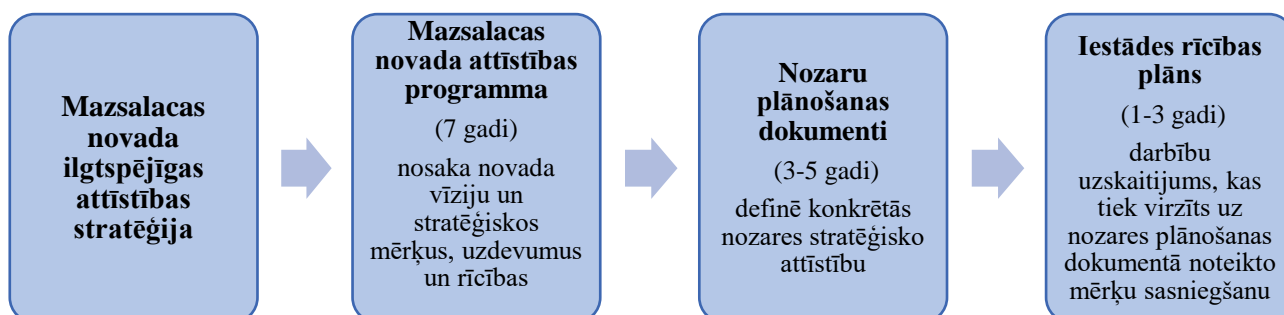 Mazsalacas
novada
ilgtspējīgas
attīstības
stratēģija
Mazsalacas
novada attīstības
programma
(7 gadi)
nosaka novada
vīziju un
stratēģiskos
mērķus, uzdevumus
un rīcības
Nozaru
plānošanas
dokumenti
(3-5 gadi)
definē konkrētās
nozares stratēģisko
attīstību
Iestādes rīcības
plāns
(1-3 gadi)
darbību
uzskaitijums, kas
tiek virzīts uz
nozares plānošanas
dokumentā noteikto
mērķu sasniegšanu